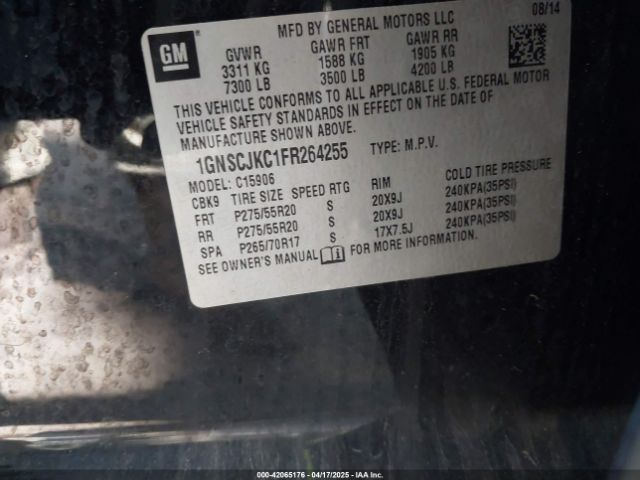 GM
MFD BY GENERAL MOTORS LLC
08/14
GVWR GAWR FRT GAWR RR
3311 KG 1588 KG 1905 KG
7300 LB 3500 LB 4200 LB
THIS VEHICLE CONFORMS TO ALL APPLICABLE U.S. FEDERAL MOTOR
VEHICLE SAFETY STANDARDS IN EFFECT ON THE DATE OF
MANUFACTURE SHOWN ABOVE.
1GNSCJKC1FR264255 TYPE: M.P.V.
MODEL: C15906
CBK9 TIRE SIZE SPEED RTG RIM COLD TIRE PRESSURE
FRT P275/55R20 S 20X9J 240KPA(35PSI)
RR P275/55R20 S 20X9J 240KPA(35PSI)
SPA P265/70R17 S 17X7.5J 240KPA(35PSI)
SEE OWNER'S MANUAL FOR MORE INFORMATION.
000-42065176 | 04/17/2025 | IAA Inc.